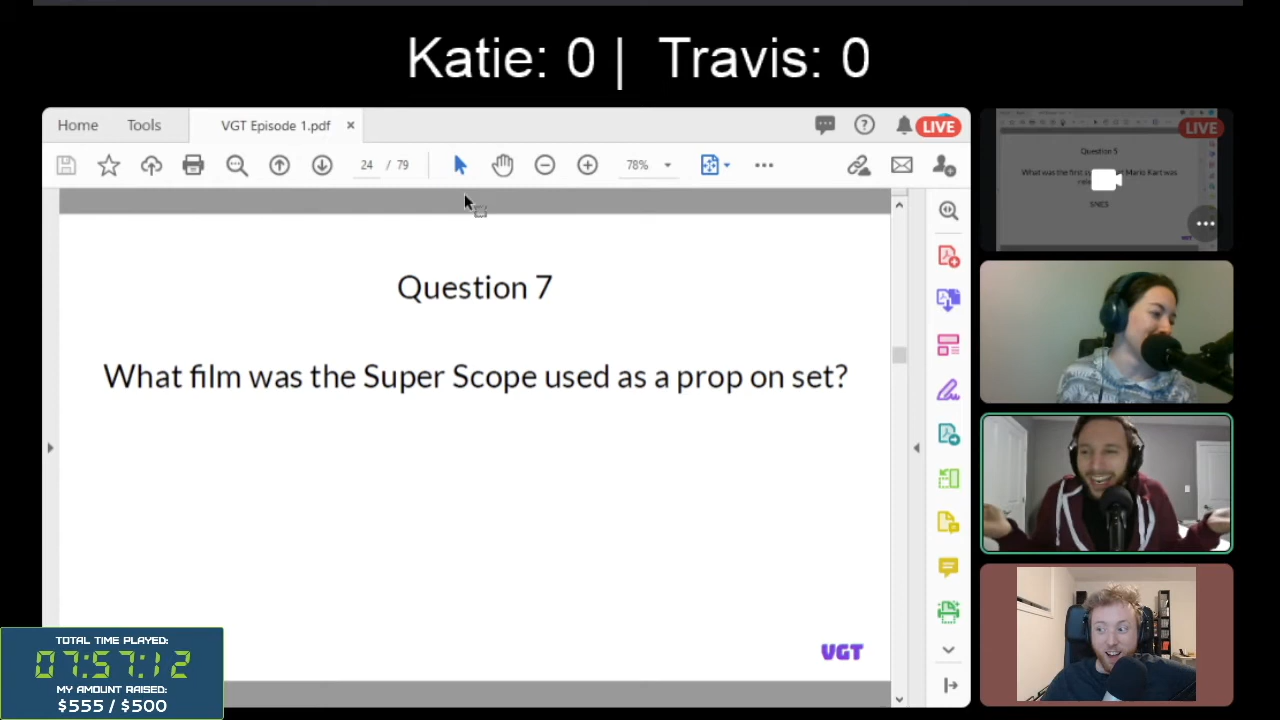 Katie: 0 | Travis: 0
Home Tools VGT Episode 1.pdf × LIVE
24 / 79 78%
Question 7
What film was the Super Scope used as a prop on set?
VGT
LIVE
Question 5
SNES
VGT
TOTAL TIME PLAYED:
07:57:12
MY AMOUNT RAISED:
$555 / $500